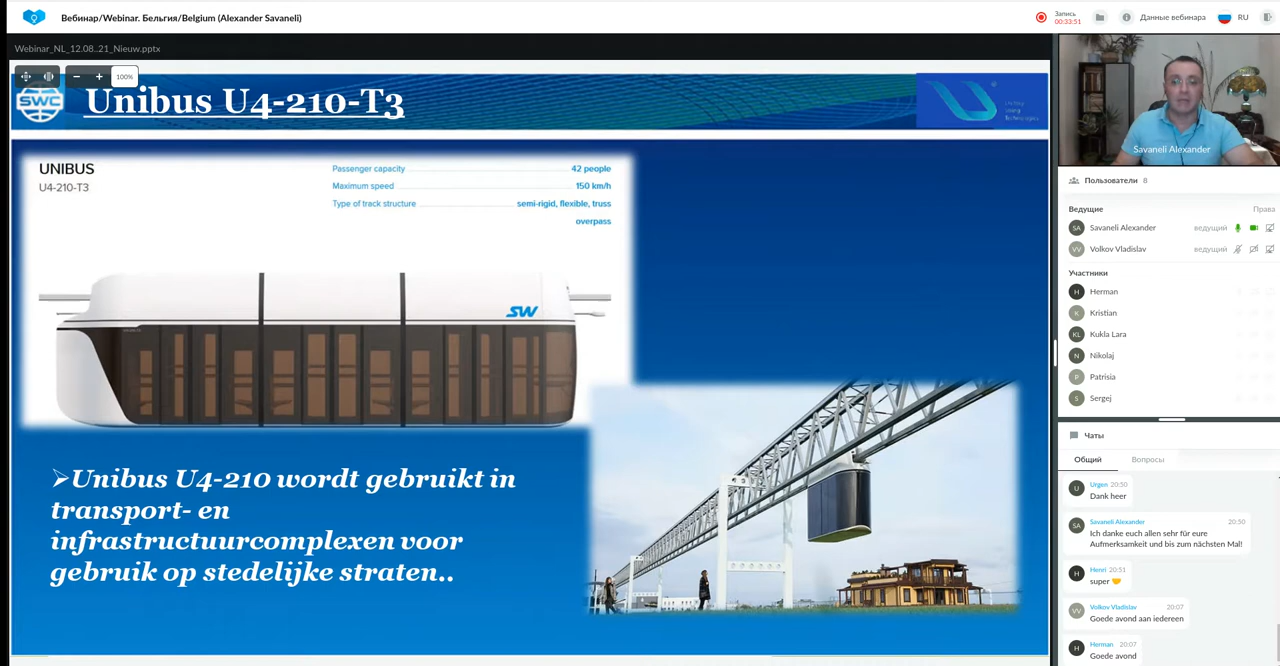 Вебинар/Webinar. Бельгия/Belgium (Alexander Savaneli)
Запись
00:33:51
Данные вебинара
RU
Webinar_NL_12.08..21_Nieuw.pptx
100%
SWC
Unibus U4-210-T3
UNIBUS
U4-210-T3
Passenger capacity 42 people
Maximum speed 150 km/h
Type of track structure semi-rigid, flexible, truss
overpass
SW
➢Unibus U4-210 wordt gebruikt in
transport- en
infrastructuurcomplexen voor
gebruik op stedelijke straten..
Savaneli Alexander
Пользователи 8
Ведущие Права
SA Savaneli Alexander ведущий
VV Volkov Vladislav ведущий
Участники
H Herman
K Kristian
KL Kukla Lara
N Nikolaj
P Patrisia
S Sergej
Чаты
Общий Вопросы
U Urgen 20:50
Dank heer
SA Savaneli Alexander 20:50
Ich danke euch allen sehr für eure
Aufmerksamkeit und bis zum nächsten Mal!
H Henri 20:51
super 🤝
VV Volkov Vladislav 20:07
Goede avond aan iedereen
H Herman 20:07
Goede avond